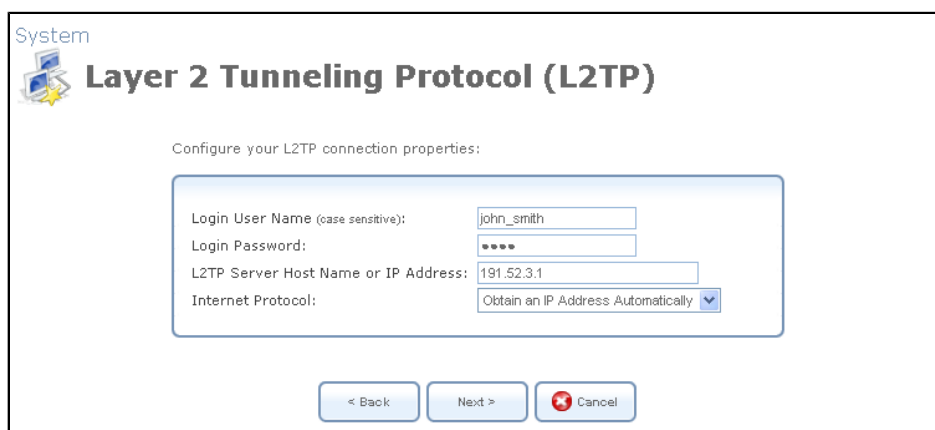 System
Layer 2 Tunneling Protocol (L2TP)
Configure your L2TP connection properties:
Login User Name (case sensitive): john_smith
Login Password: ••••
L2TP Server Host Name or IP Address: 191.52.3.1
Internet Protocol: Obtain an IP Address Automatically
< Back Next > Cancel